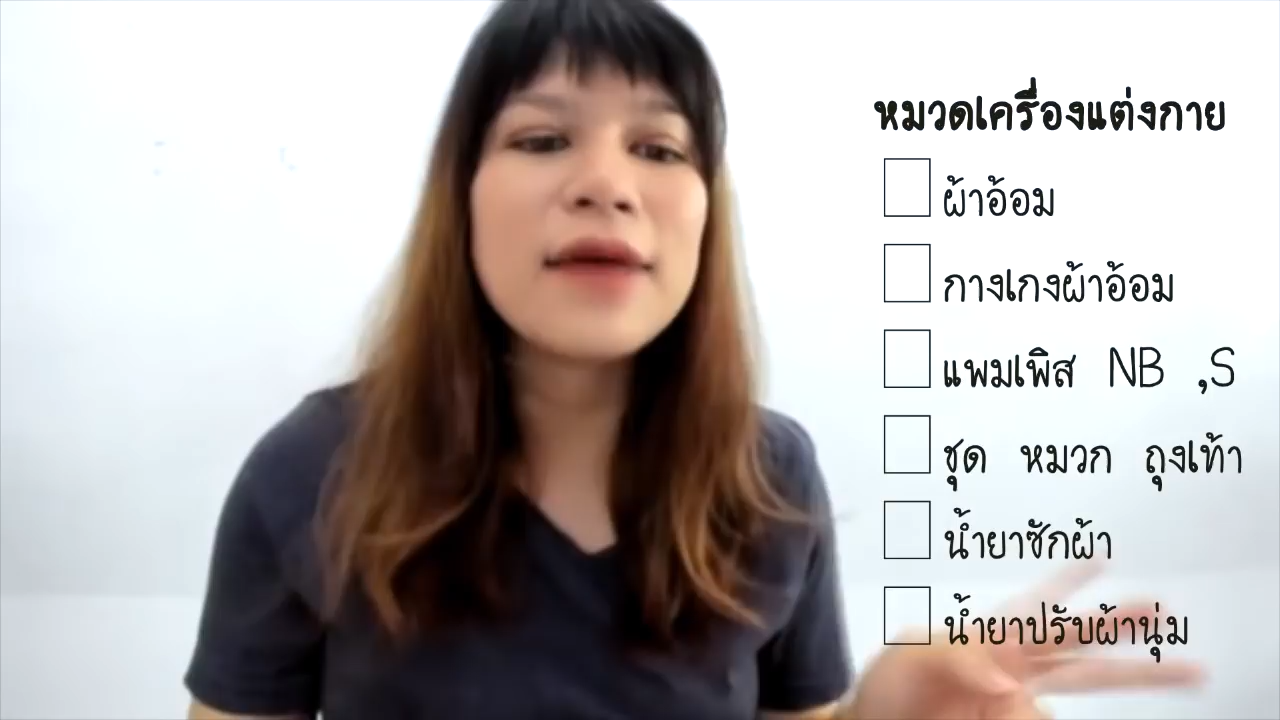 หมวดเครื่องแต่งกาย
ผ้าอ้อม
กางเกงผ้าอ้อม
แพมเพิส NB ,S
ชุด หมวก ถุงเท้า
น้ำยาซักผ้า
น้ำยาปรับผ้านุ่ม